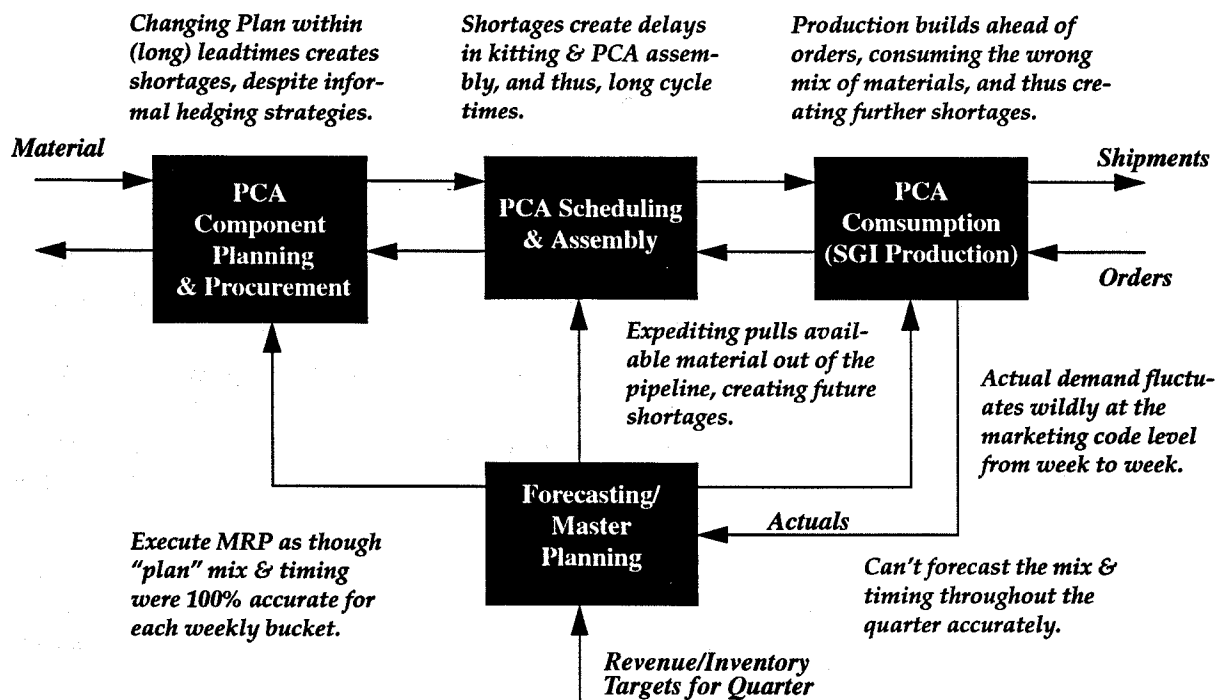 Changing Plan within
(long) leadtimes creates
shortages, despite infor-
mal hedging strategies.
Shortages create delays
in kitting & PCA assem-
bly, and thus, long cycle
times.
Production builds ahead of
orders, consuming the wrong
mix of materials, and thus cre-
ating further shortages.
Material
PCA
Component
Planning
& Procurement
PCA Scheduling
& Assembly
PCA
Comsumption
(SGI Production)
Shipments
Orders
Expediting pulls avail-
able material out of the
pipeline, creating future
shortages.
Actual demand fluctu-
ates wildly at the
marketing code level
from week to week.
Forecasting/
Master
Planning
Actuals
Execute MRP as though
“plan” mix & timing
were 100% accurate for
each weekly bucket.
Can't forecast the mix &
timing throughout the
quarter accurately.
Revenue/Inventory
Targets for Quarter